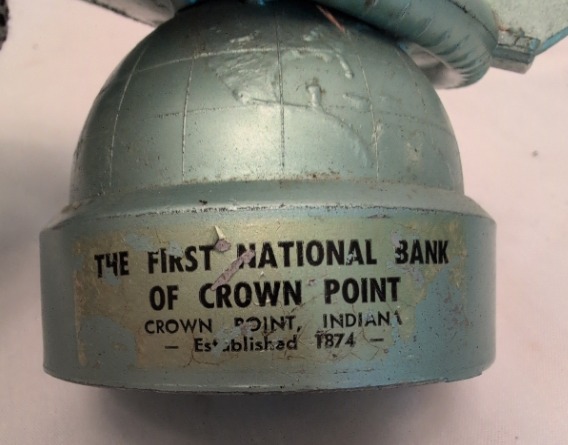 THE FIRST NATIONAL BANK
OF CROWN POINT
CROWN POINT, INDIANA
— Established 1874 —